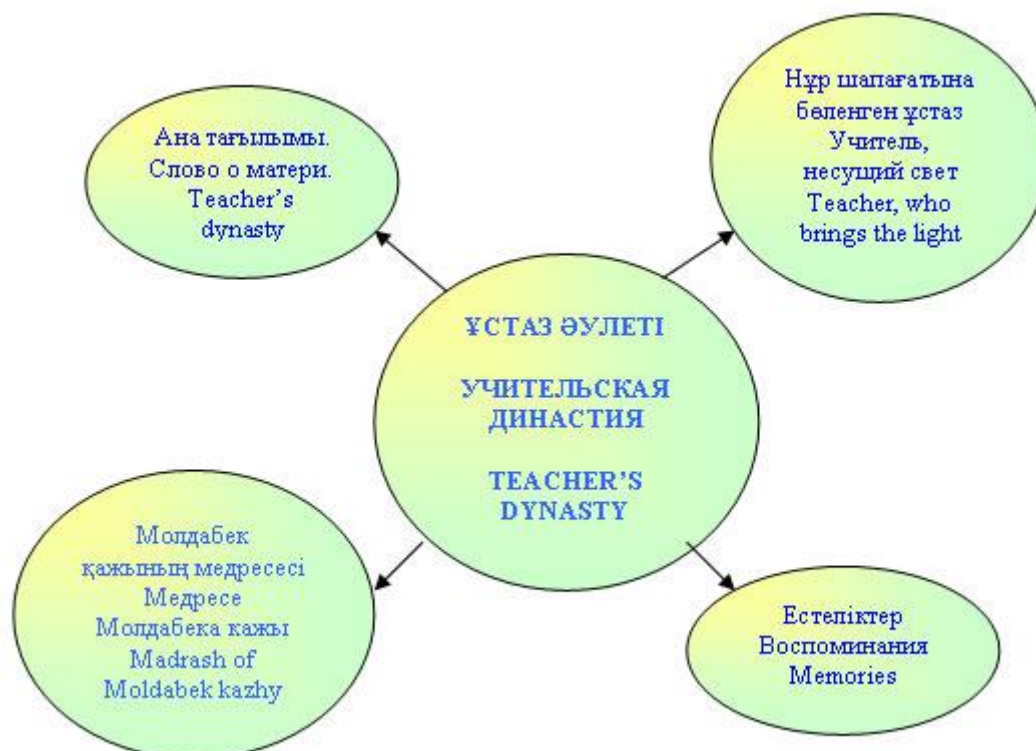 Ана тағылымы.
Слово о матери.
Teacher's
dynasty
Нұр шапағатына
бөленген ұстаз
Учитель,
несущий свет
Teacher, who
brings the light
ҰСТАЗ ӘУЛЕТІ
УЧИТЕЛЬСКАЯ
ДИНАСТИЯ
TEACHER'S
DYNASTY
Молдабек
қажының медресесі
Медресе
Молдабека кажы
Madrash of
Moldabek kazhy
Естеліктер
Воспоминания
Memories